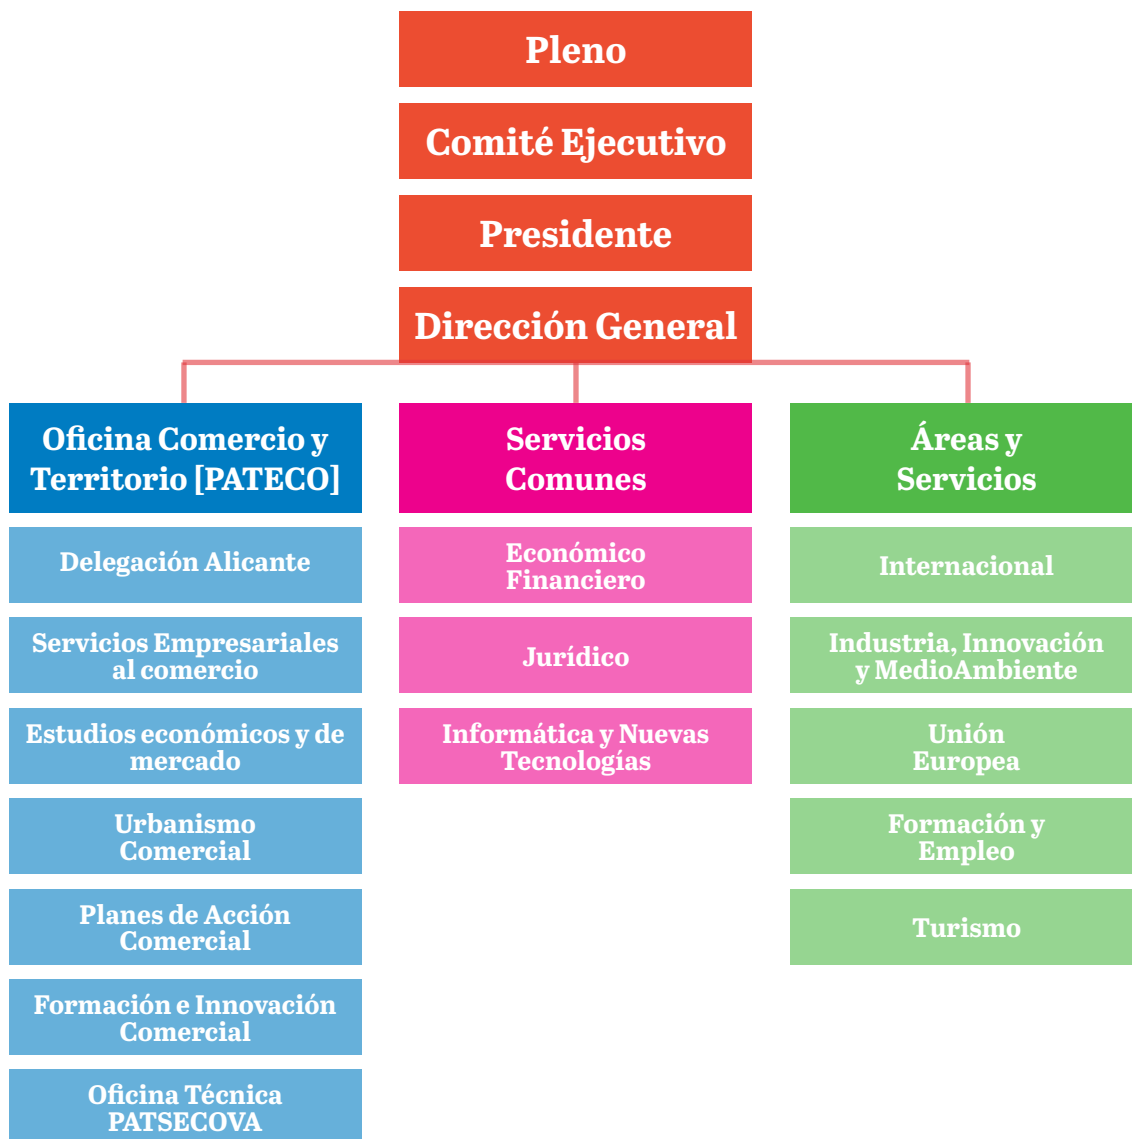 Pleno
Comité Ejecutivo
Presidente
Dirección General
Oficina Comercio y
Territorio [PATECO]
Delegación Alicante
Servicios Empresariales
al comercio
Estudios económicos y de
mercado
Urbanismo
Comercial
Planes de Acción
Comercial
Formación e Innovación
Comercial
Oficina Técnica
PATSECOVA
Servicios
Comunes
Económico
Financiero
Jurídico
Informática y Nuevas
Tecnologías
Áreas y
Servicios
Internacional
Industria, Innovación
y MedioAmbiente
Unión
Europea
Formación y
Empleo
Turismo